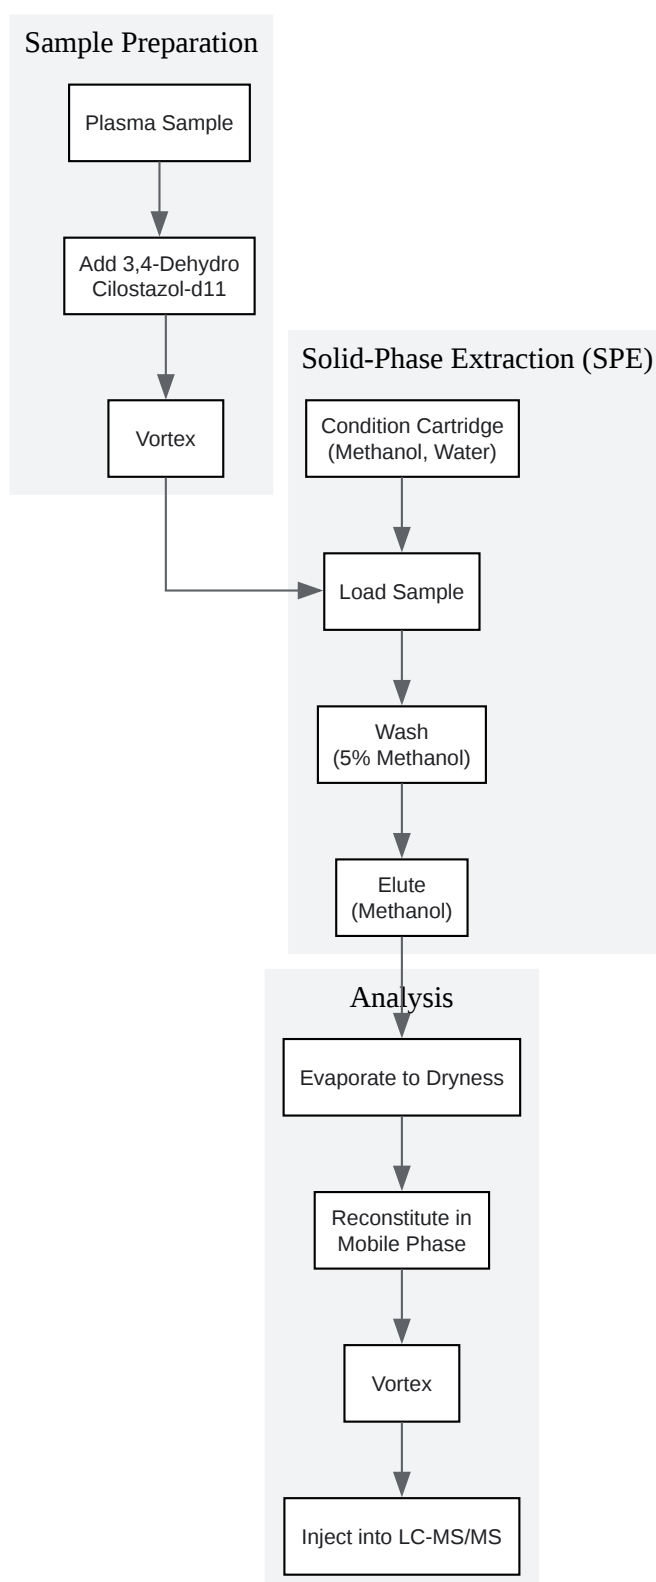 Sample Preparation
Plasma Sample
Add 3,4-Dehydro
Cilostazol-d11
Vortex
Solid-Phase Extraction (SPE)
Condition Cartridge
(Methanol, Water)
Load Sample
Wash
(5% Methanol)
Elute
(Methanol)
Analysis
Evaporate to Dryness
Reconstitute in
Mobile Phase
Vortex
Inject into LC-MS/MS